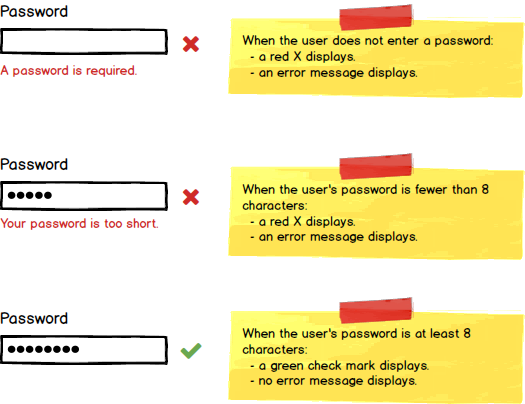 Password
A password is required.
When the user does not enter a password:
- a red X displays.
- an error message displays.
Password
●●●●●
Your password is too short.
When the user's password is fewer than 8
characters:
- a red X displays.
- an error message displays.
Password
●●●●●●●●
When the user's password is at least 8
characters:
- a green check mark displays.
- no error message displays.